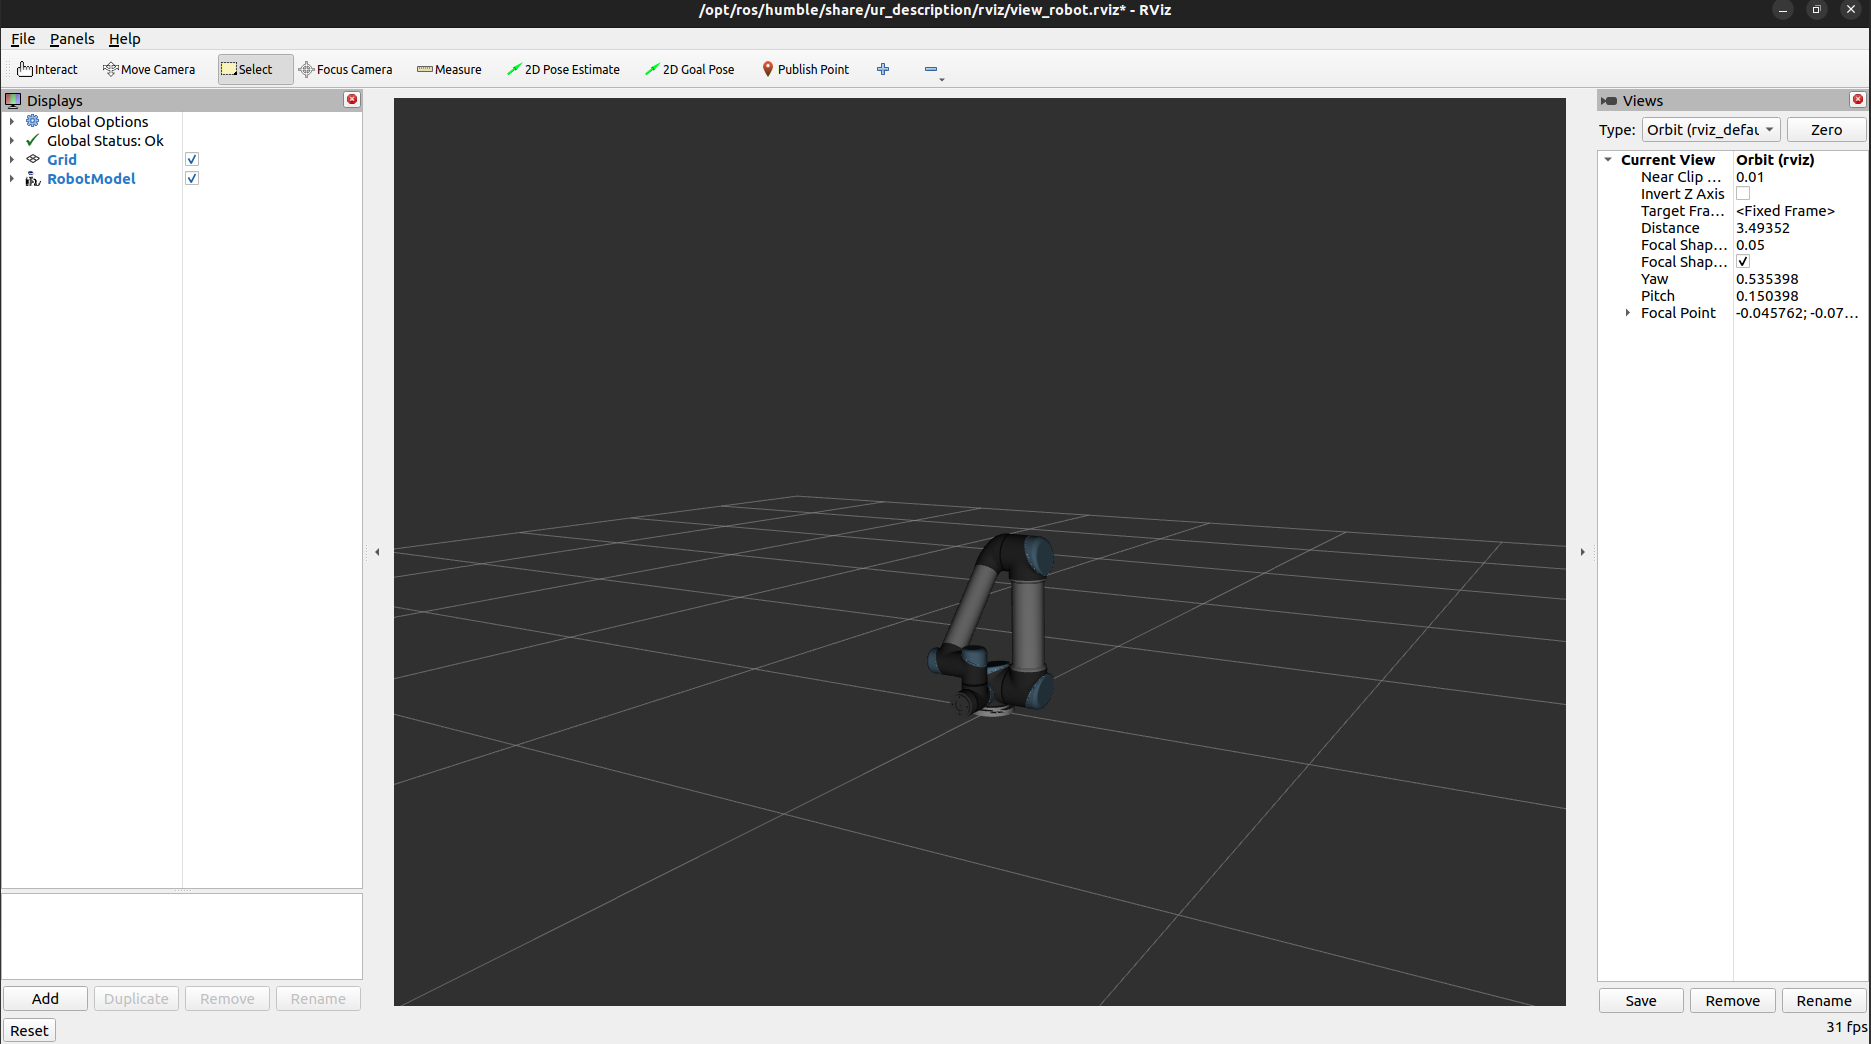 /opt/ros/humble/share/ur_description/rviz/view_robot.rviz* - RViz
File Panels Help
Interact Move Camera Select Focus Camera Measure 2D Pose Estimate 2D Goal Pose Publish Point
Displays
Global Options
Global Status: Ok
Grid
RobotModel
Add Duplicate Remove Rename
Reset
Views
Type: Orbit (rviz_defau Zero
Current View Orbit (rviz)
Near Clip ... 0.01
Invert Z Axis
Target Fra... <Fixed Frame>
Distance 3.49352
Focal Shap... 0.05
Focal Shap...
Yaw 0.535398
Pitch 0.150398
Focal Point -0.045762; -0.07...
Save Remove Rename
31 fps